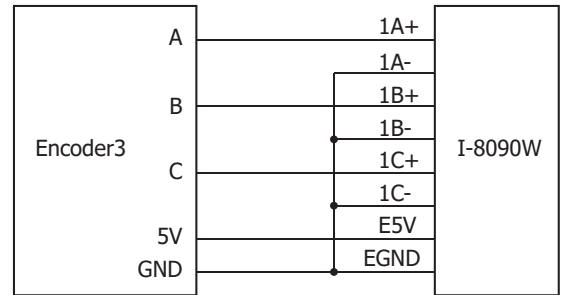 A 1A+
1A-
B 1B+
1B-
Encoder3 I-8090W
C 1C+
1C-
5V E5V
GND EGND